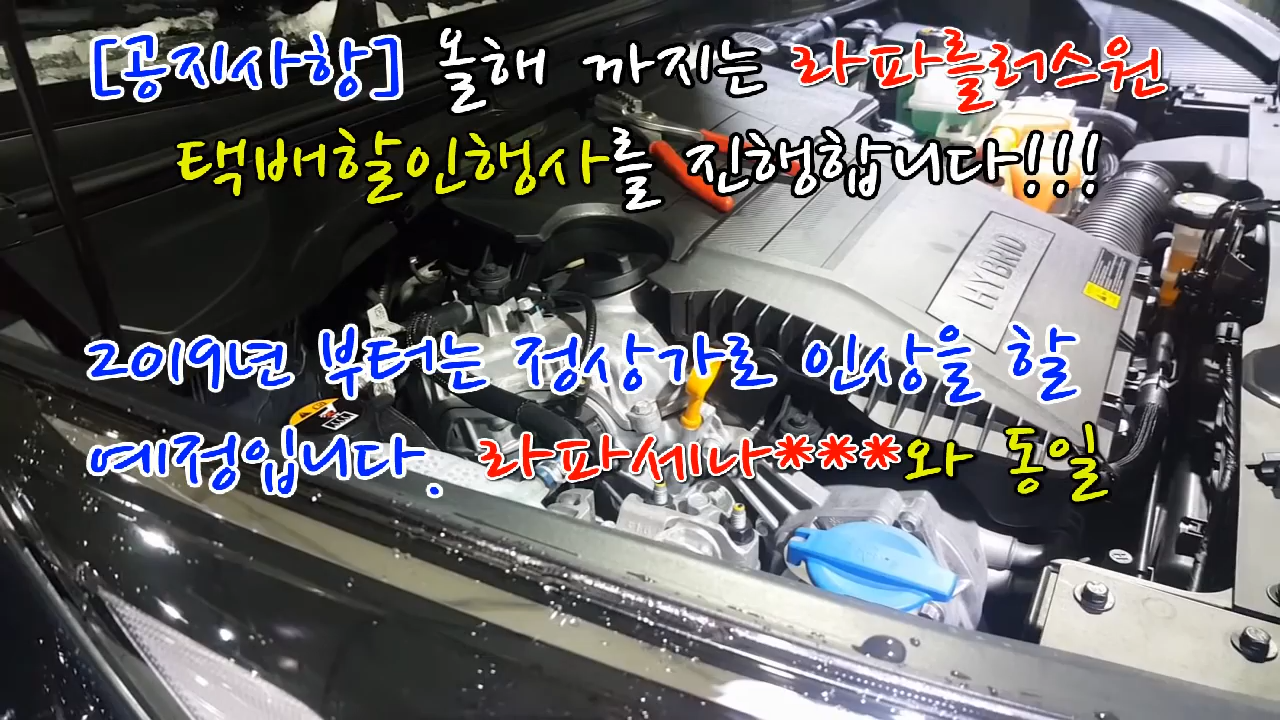 [공지사항] 올해 까지는 라파플러스원
택배할인행사를 진행합니다!!!
HYBRID
2019년 부터는 정상가로 인상을 할
예정입니다. 라파세나***와 동일